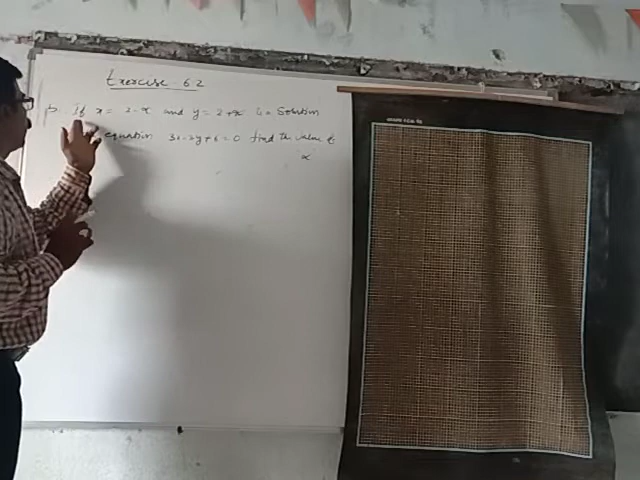 Exercise - 6.2
5. If x = 2-α and y = 2+α is a solution
equation 3x-2y+6=0 find the value of
α